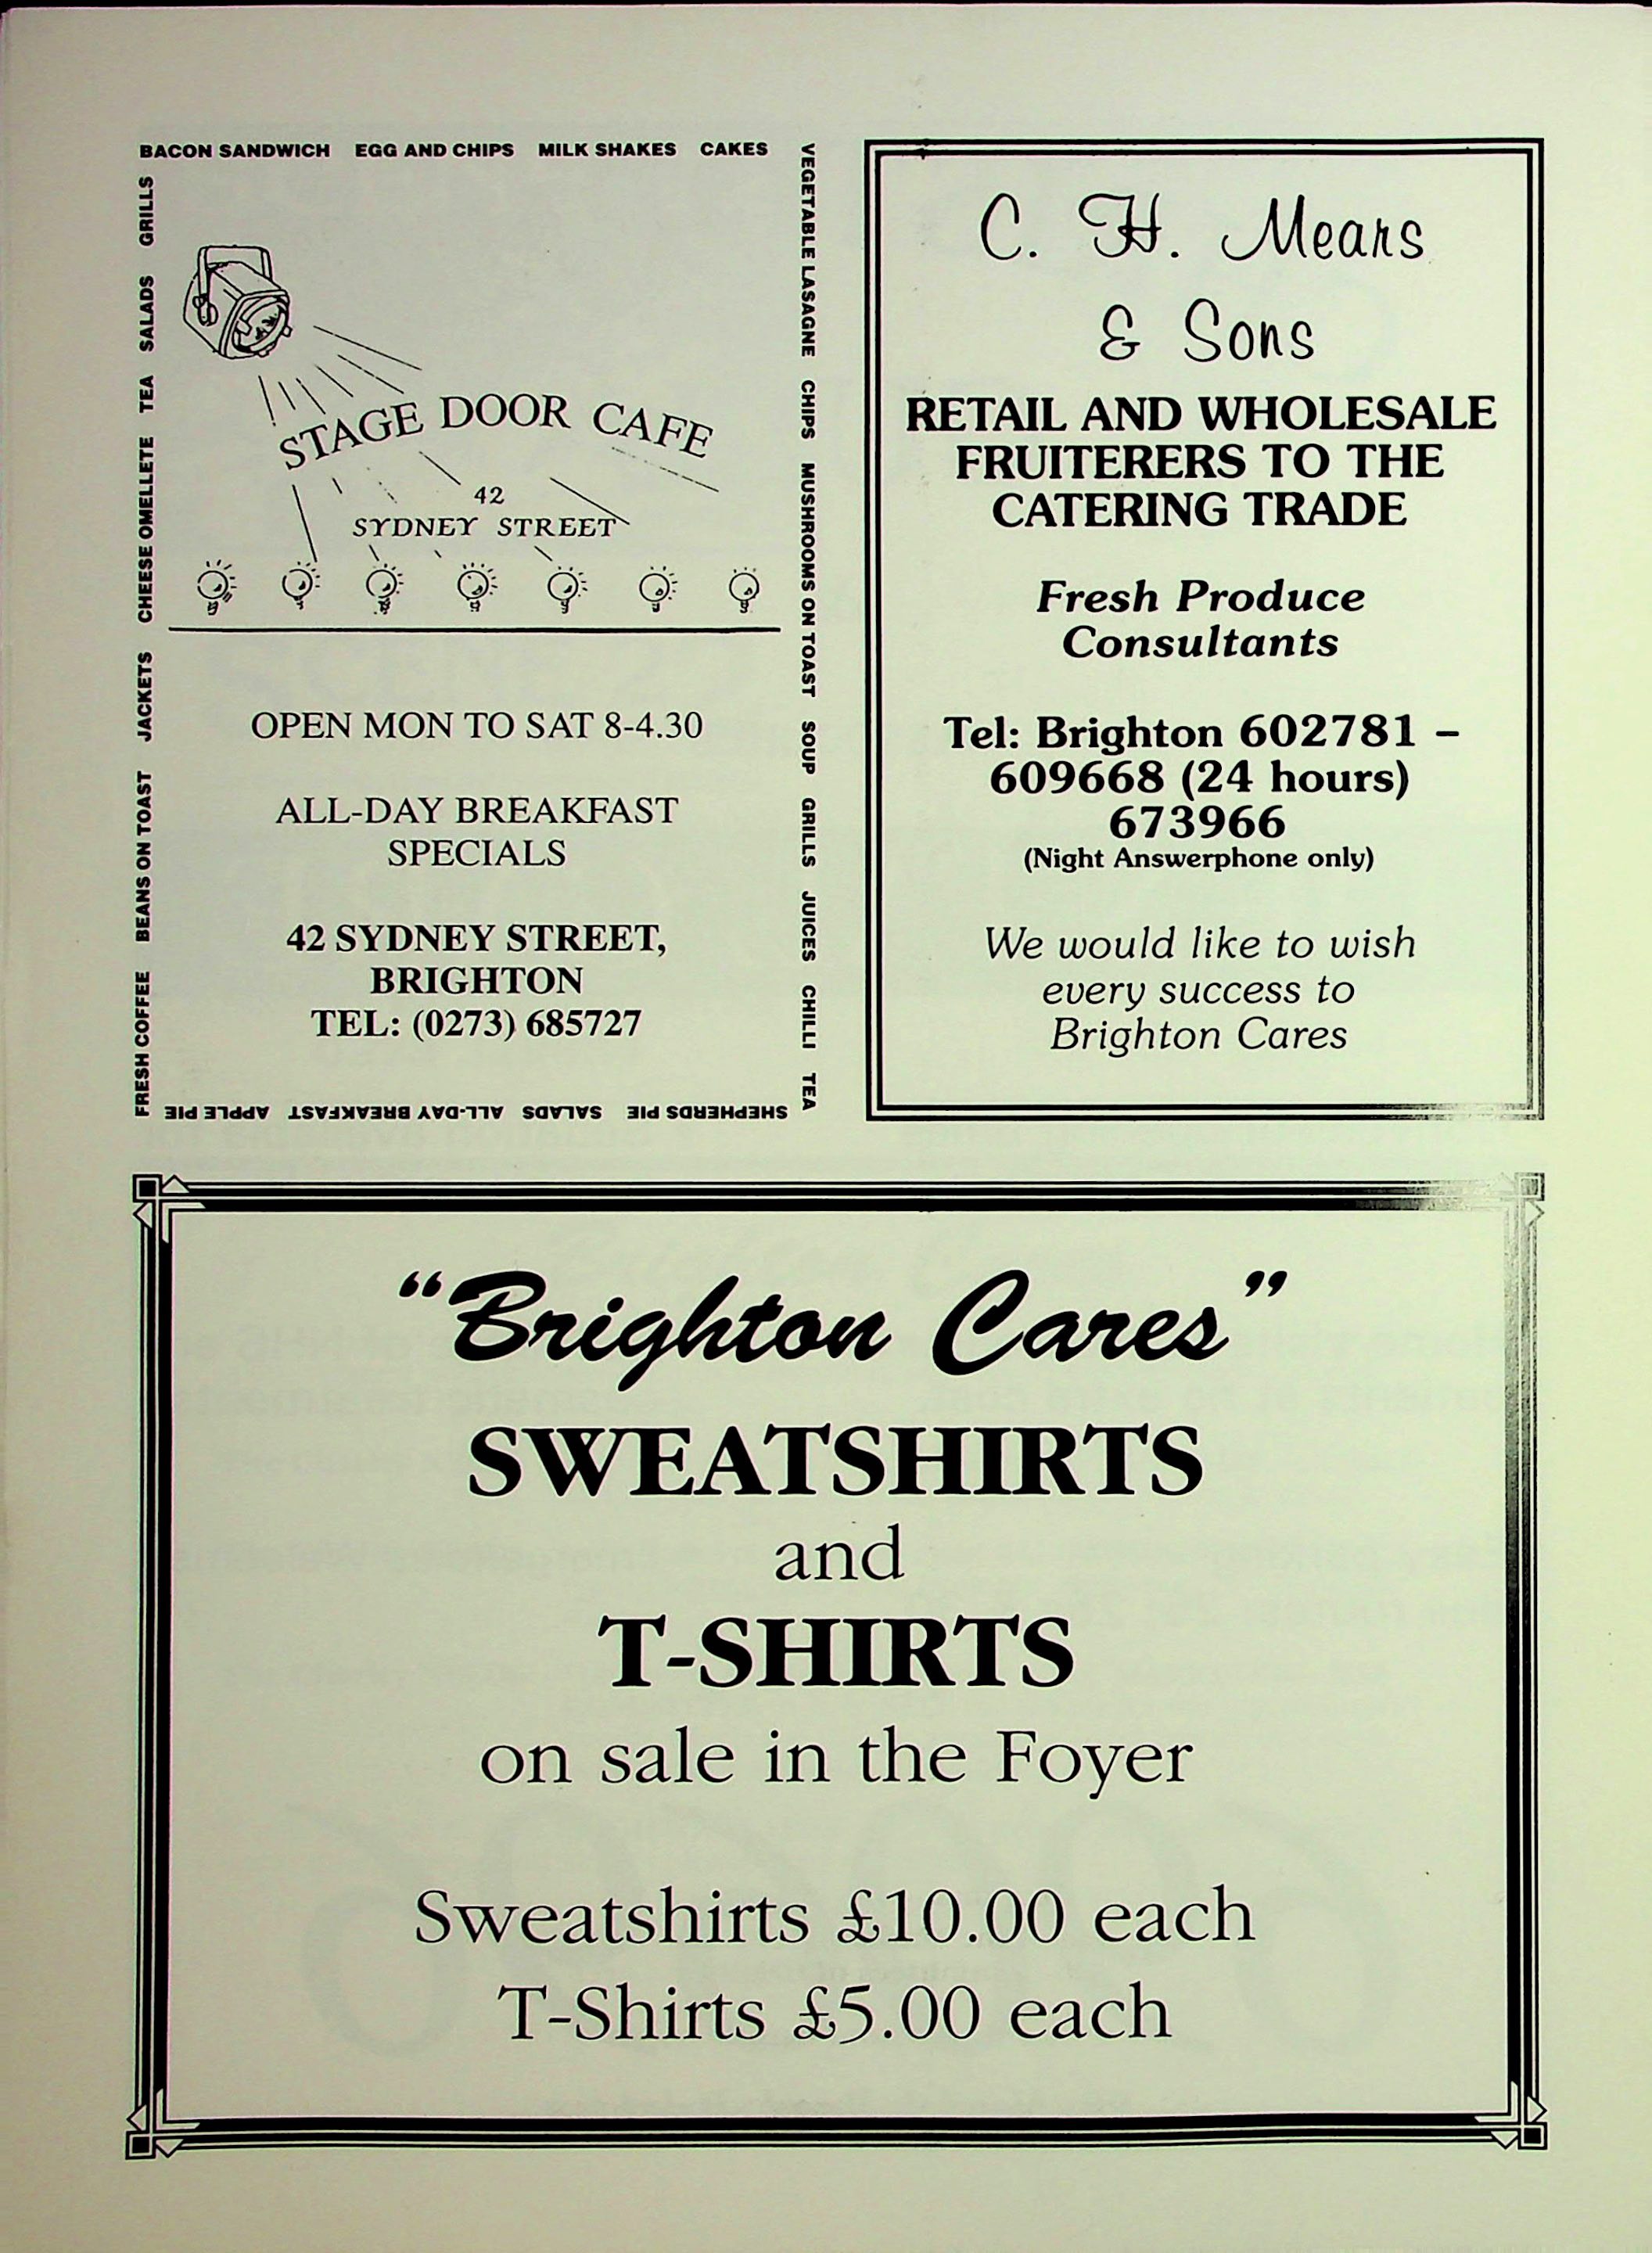 BACON SANDWICH EGG AND CHIPS MILK SHAKES CAKES
VEGETABLE LASAGNE CHIPS MUSHROOMS ON TOAST SOUP GRILLS JUICES CHILLI TEA
SHEPHERDS PIE SALADS ALL-DAY BREAKFAST APPLE PIE
FRESH COFFEE BEANS ON TOAST JACKETS CHEESE OMELLETE TEA SALADS GRILLS
STAGE DOOR CAFE
42
SYDNEY STREET
OPEN MON TO SAT 8-4.30
ALL-DAY BREAKFAST
SPECIALS
42 SYDNEY STREET,
BRIGHTON
TEL: (0273) 685727
C. H. Means
& Sons
RETAIL AND WHOLESALE
FRUITERERS TO THE
CATERING TRADE
Fresh Produce
Consultants
Tel: Brighton 602781 –
609668 (24 hours)
673966
(Night Answerphone only)
We would like to wish
every success to
Brighton Cares
“Brighton Cares”
SWEATSHIRTS
and
T-SHIRTS
on sale in the Foyer
Sweatshirts £10.00 each
T-Shirts £5.00 each